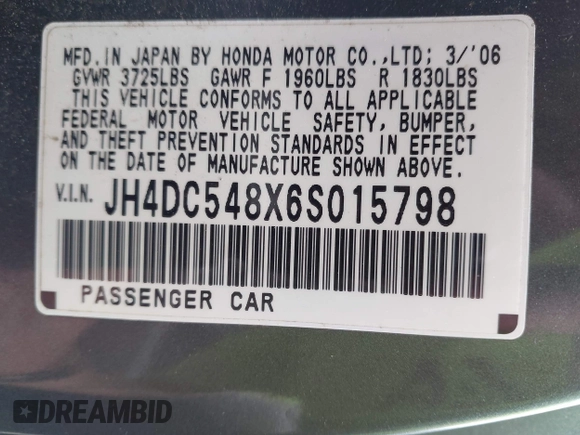 MFD.IN JAPAN BY HONDA MOTOR CO.,LTD; 3/'06
GVWR 3725LBS GAWR F 1960LBS R 1830LBS
THIS VEHICLE CONFORMS TO ALL APPLICABLE
FEDERAL MOTOR VEHICLE SAFETY, BUMPER,
AND THEFT PREVENTION STANDARDS IN EFFECT
ON THE DATE OF MANUFACTURE SHOWN ABOVE.
V.I.N. JH4DC548X6S015798
PASSENGER CAR
DREAMBID